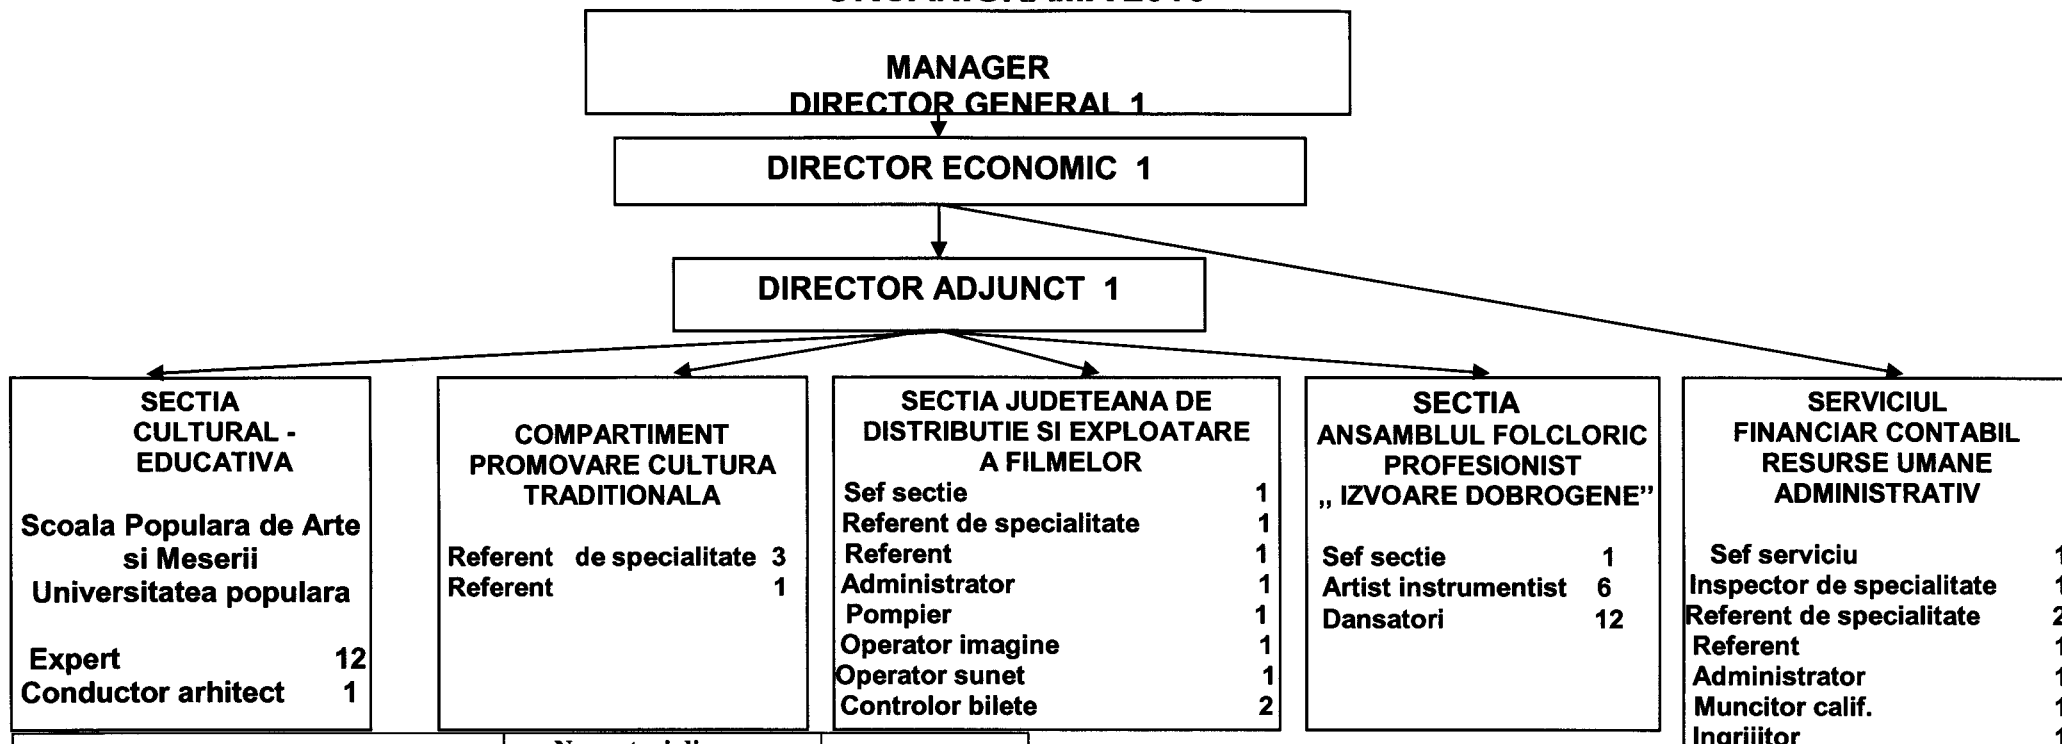 MANAGER
DIRECTOR GENERAL 1
DIRECTOR ECONOMIC 1
DIRECTOR ADJUNCT 1
SECTIA
CULTURAL -
EDUCATIVA
Scoala Populara de Arte
si Meserii
Universitatea populara
Expert 12
Conductor arhitect 1
COMPARTIMENT
PROMOVARE CULTURA
TRADITIONALA
Referent de specialitate 3
Referent 1
SECTIA JUDETEANA DE
DISTRIBUTIE SI EXPLOATARE
A FILMELOR
Sef sectie 1
Referent de specialitate 1
Referent 1
Administrator 1
Pompier 1
Operator imagine 1
Operator sunet 1
Controlor bilete 2
SECTIA
ANSAMBLUL FOLCLORIC
PROFESIONIST
,, IZVOARE DOBROGENE"
Sef sectie 1
Artist instrumentist 6
Dansatori 12
SERVICIUL
FINANCIAR CONTABIL
RESURSE UMANE
ADMINISTRATIV
Sef serviciu 1
Inspector de specialitate 1
Referent de specialitate 2
Referent 1
Administrator 1
Muncitor calif. 1
Ingrijitor 1